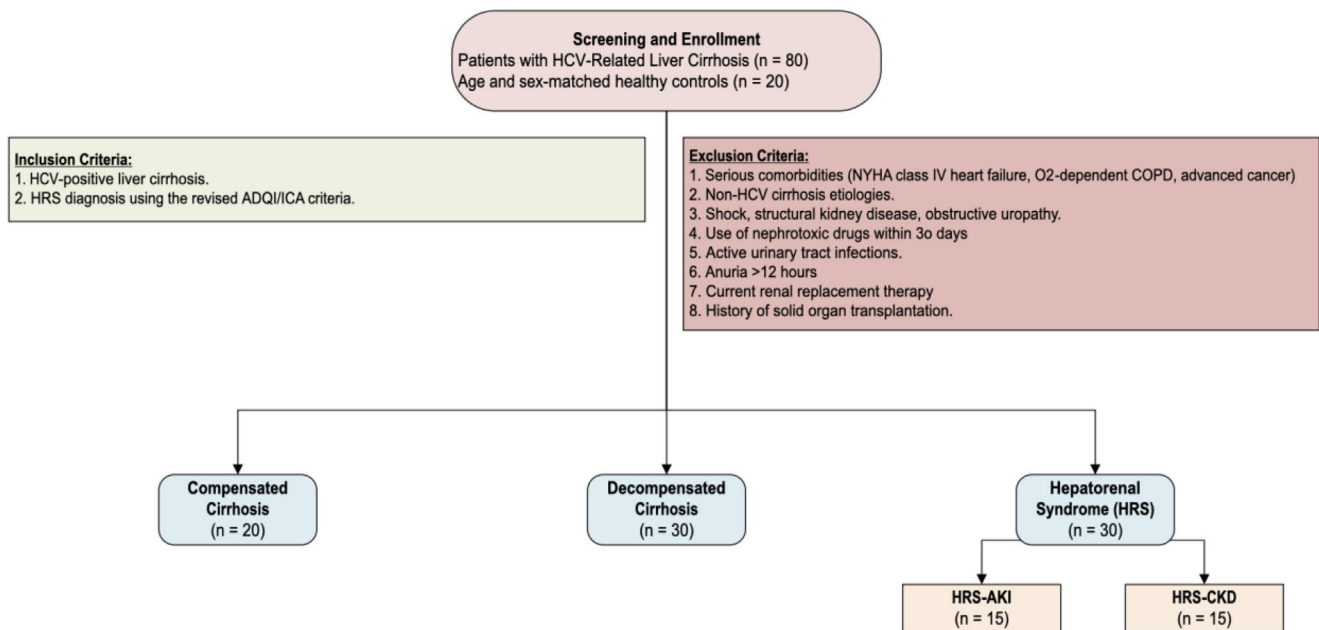 Screening and Enrollment
Patients with HCV-Related Liver Cirrhosis (n = 80)
Age and sex-matched healthy controls (n = 20)
Inclusion Criteria:
1. HCV-positive liver cirrhosis.
2. HRS diagnosis using the revised ADQI/ICA criteria.
Exclusion Criteria:
1. Serious comorbidities (NYHA class IV heart failure, O2-dependent COPD, advanced cancer)
2. Non-HCV cirrhosis etiologies.
3. Shock, structural kidney disease, obstructive uropathy.
4. Use of nephrotoxic drugs within 3o days
5. Active urinary tract infections.
6. Anuria >12 hours
7. Current renal replacement therapy
8. History of solid organ transplantation.
Compensated
Cirrhosis
(n = 20)
Decompensated
Cirrhosis
(n = 30)
Hepatorenal
Syndrome (HRS)
(n = 30)
HRS-AKI
(n = 15)
HRS-CKD
(n = 15)